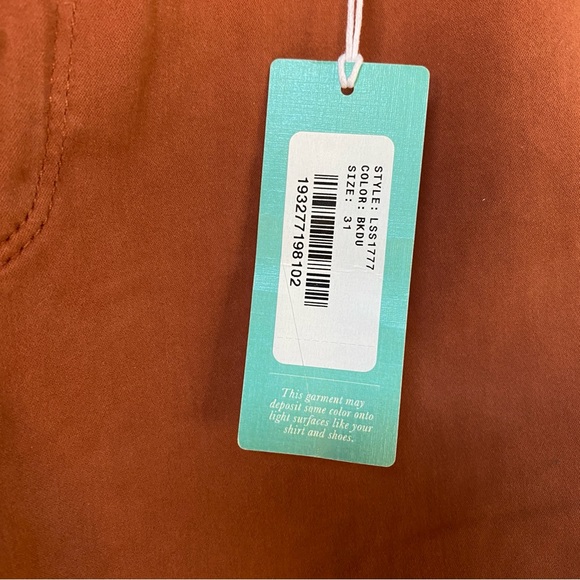 STYLE: LSS1777
COLOR: BKDU
SIZE: 31
193277198102
This garment may
deposit some color onto
light surfaces like your
shirt and shoes.